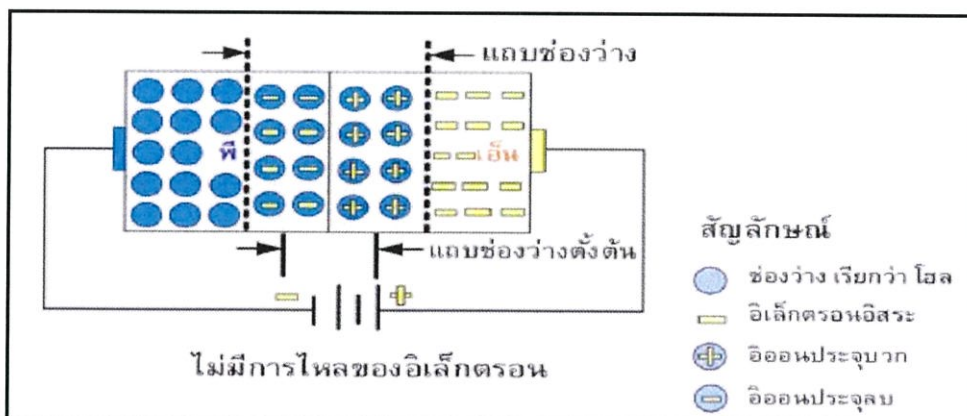 แถบช่องว่าง
พี
เอ็น
แถบช่องว่างตั้งต้น
ไม่มีการไหลของอิเล็กตรอน
สัญลักษณ์
ช่องว่าง เรียกว่า โฮล
อิเล็กตรอนอิสระ
อิออนประจุบวก
อิออนประจุลบ